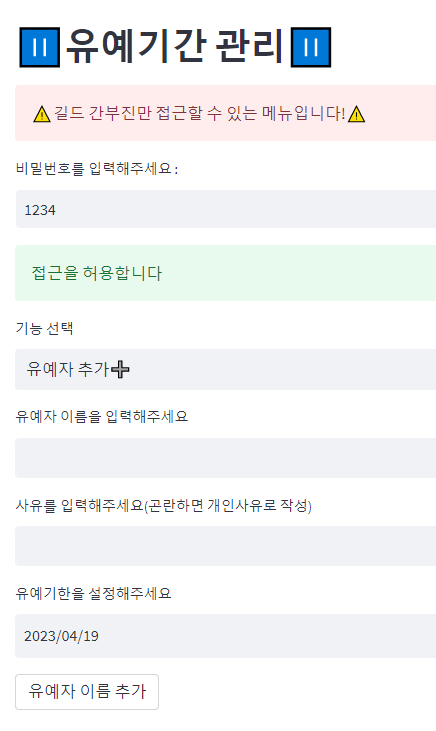 ⏸유예기간 관리⏸
⚠길드 간부진만 접근할 수 있는 메뉴입니다!⚠
비밀번호를 입력해주세요 :
1234
접근을 허용합니다
기능 선택
유예자 추가➕
유예자 이름을 입력해주세요
사유를 입력해주세요(곤란하면 개인사유로 작성)
유예기한을 설정해주세요
2023/04/19
유예자 이름 추가